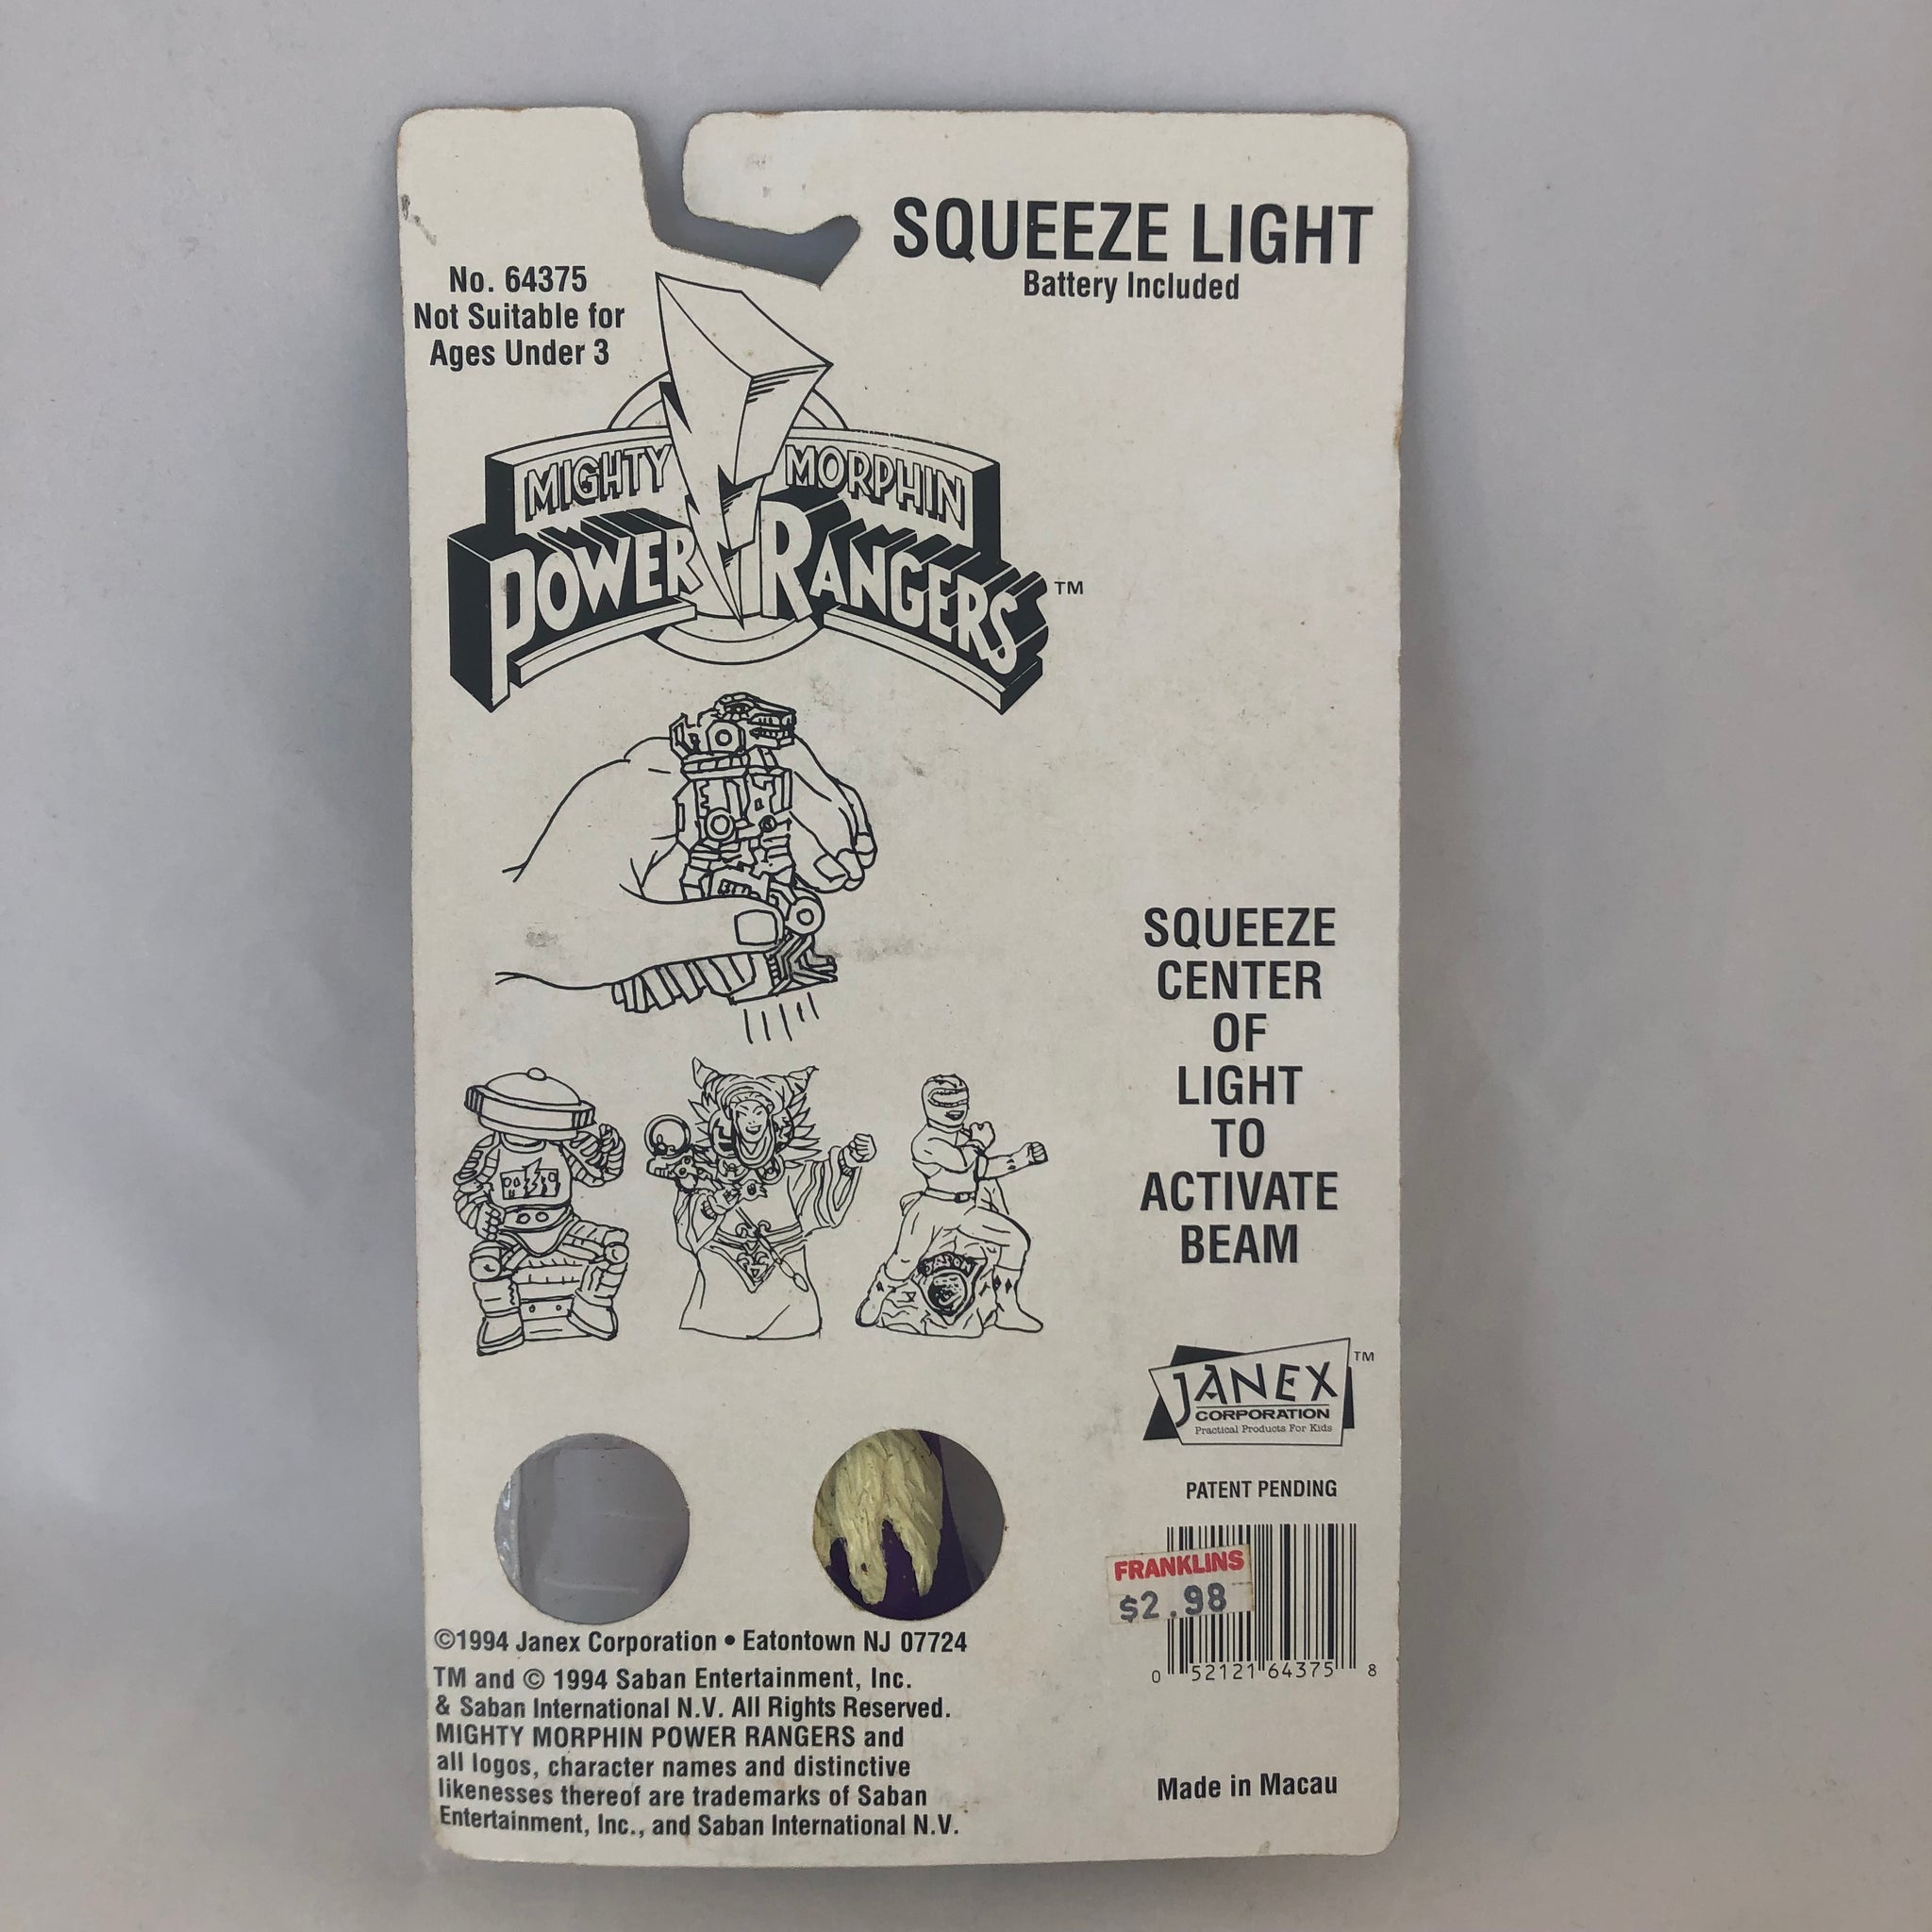 SQUEEZE LIGHT
Battery Included
No. 64375
Not Suitable for
Ages Under 3
MIGHTY MORPHIN
POWER RANGERS™
SQUEEZE
CENTER
OF
LIGHT
TO
ACTIVATE
BEAM
JASON
JANEX™
CORPORATION
Practical Products For Kids
PATENT PENDING
FRANKLINS
$2.98
0 52121 64375 8
©1994 Janex Corporation • Eatontown NJ 07724
TM and © 1994 Saban Entertainment, Inc.
& Saban International N.V. All Rights Reserved.
MIGHTY MORPHIN POWER RANGERS and
all logos, character names and distinctive
likenesses thereof are trademarks of Saban
Entertainment, Inc., and Saban International N.V.
Made in Macau